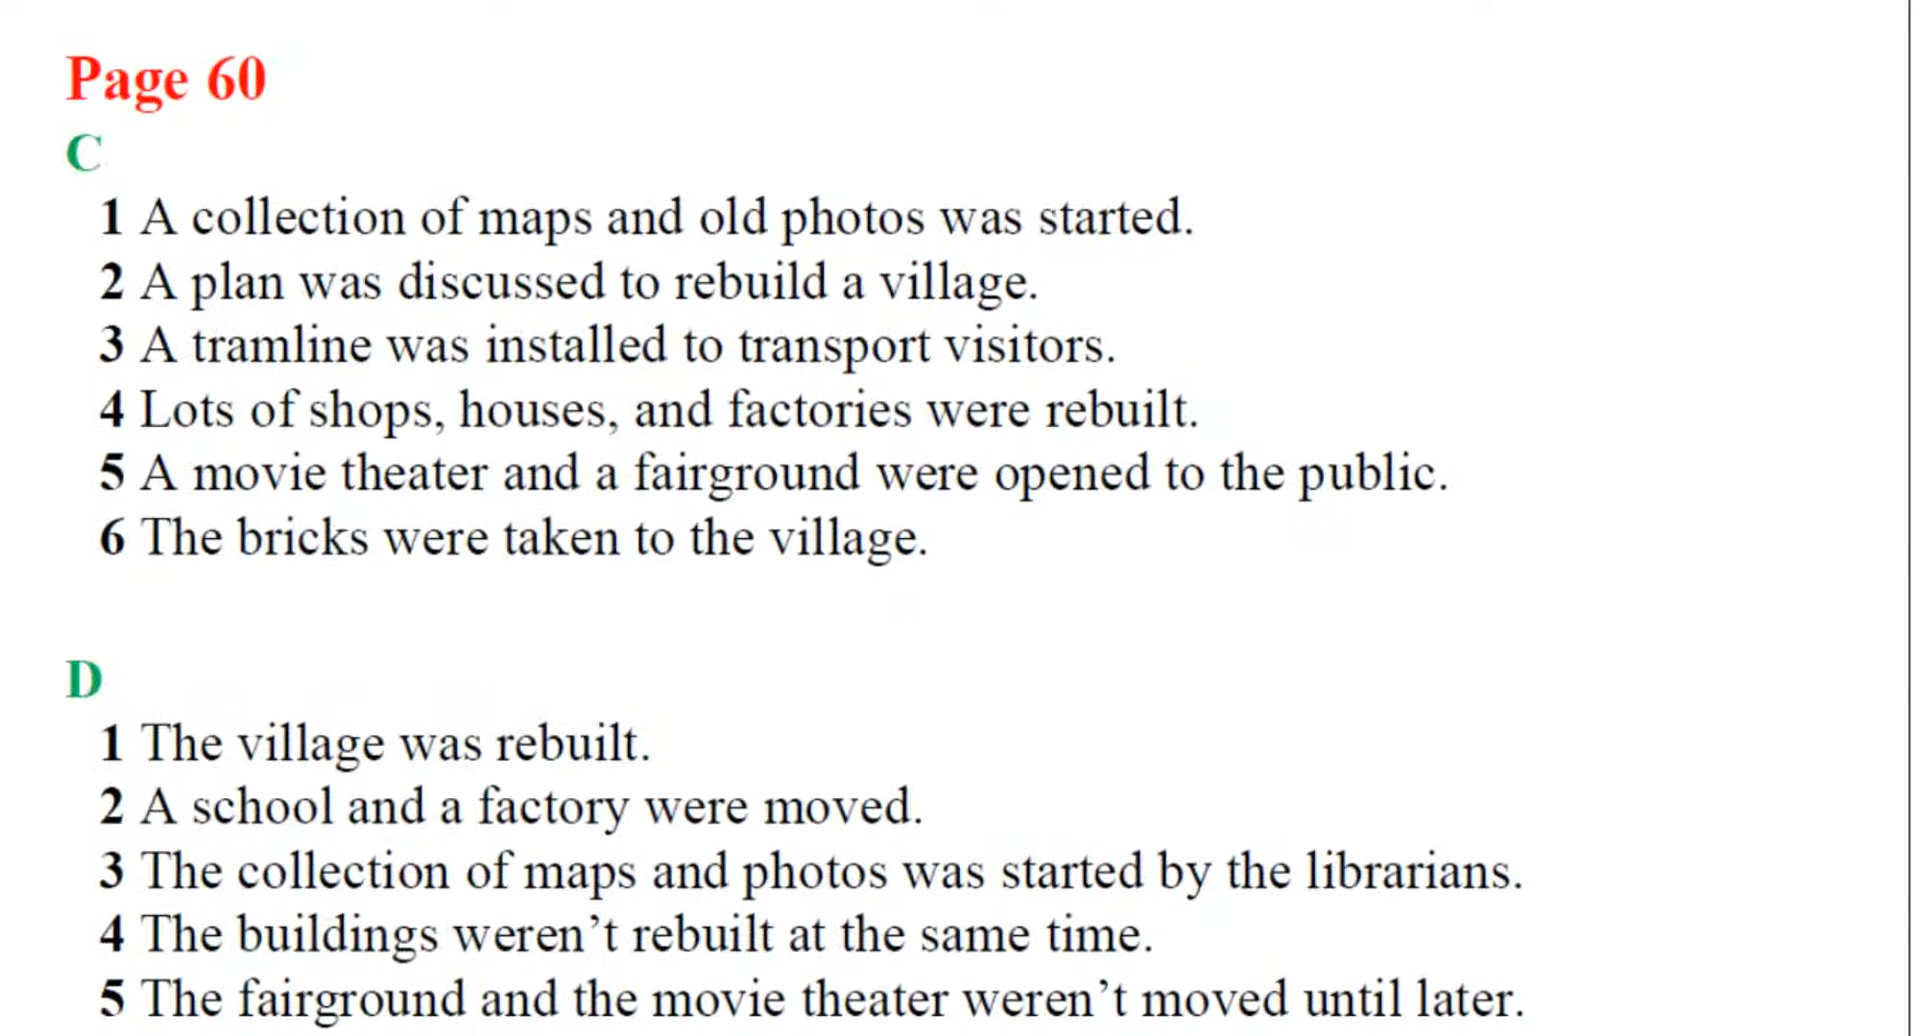 Page 60
C
1 A collection of maps and old photos was started.
2 A plan was discussed to rebuild a village.
3 A tramline was installed to transport visitors.
4 Lots of shops, houses, and factories were rebuilt.
5 A movie theater and a fairground were opened to the public.
6 The bricks were taken to the village.
D
1 The village was rebuilt.
2 A school and a factory were moved.
3 The collection of maps and photos was started by the librarians.
4 The buildings weren’t rebuilt at the same time.
5 The fairground and the movie theater weren’t moved until later.